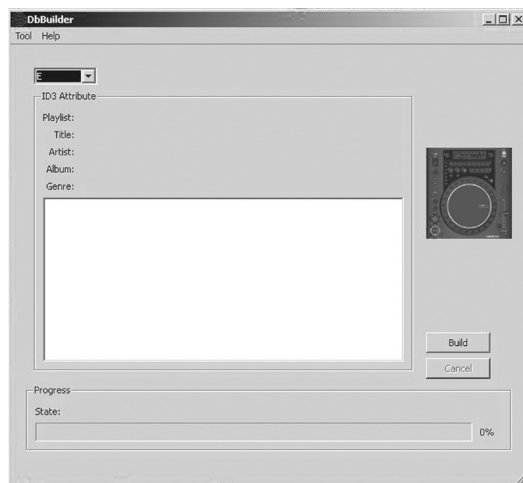 DbBuilder
Tool Help
E
ID3 Attribute
Playlist:
Title:
Artist:
Album:
Genre:
Build
Cancel
Progress
State:
0%